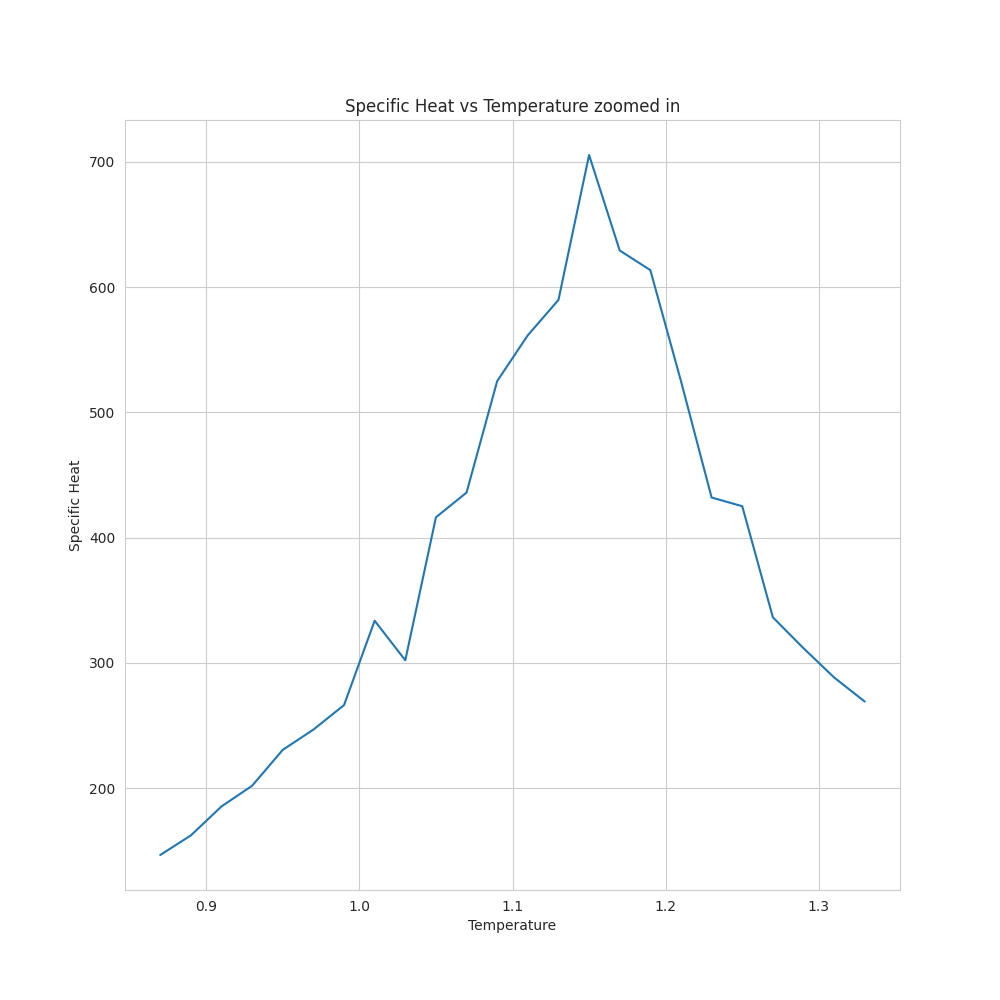 Specific Heat vs Temperature zoomed in
700
600
500
400
300
200
Specific Heat
0.9 1.0 1.1 1.2 1.3
Temperature